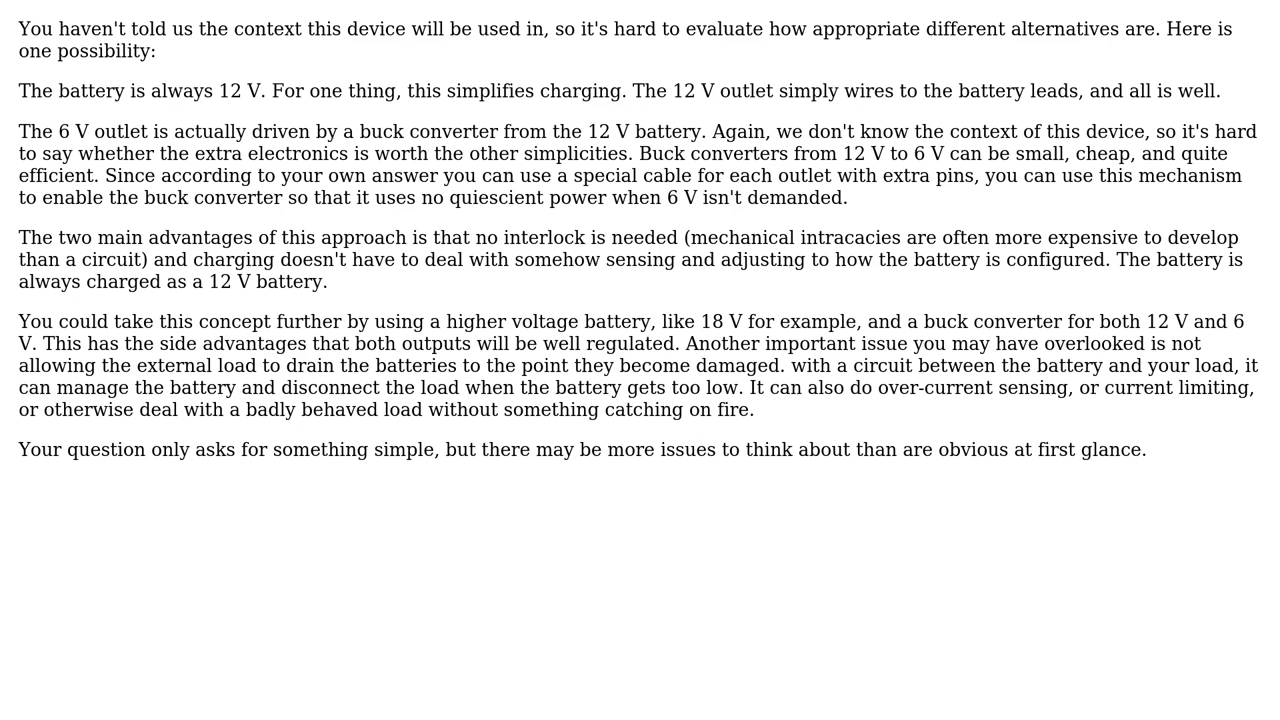 You haven't told us the context this device will be used in, so it's hard to evaluate how appropriate different alternatives are. Here is
one possibility:
The battery is always 12 V. For one thing, this simplifies charging. The 12 V outlet simply wires to the battery leads, and all is well.
The 6 V outlet is actually driven by a buck converter from the 12 V battery. Again, we don't know the context of this device, so it's hard
to say whether the extra electronics is worth the other simplicities. Buck converters from 12 V to 6 V can be small, cheap, and quite
efficient. Since according to your own answer you can use a special cable for each outlet with extra pins, you can use this mechanism
to enable the buck converter so that it uses no quiescent power when 6 V isn't demanded.
The two main advantages of this approach is that no interlock is needed (mechanical intracacies are often more expensive to develop
than a circuit) and charging doesn't have to deal with somehow sensing and adjusting to how the battery is configured. The battery is
always charged as a 12 V battery.
You could take this concept further by using a higher voltage battery, like 18 V for example, and a buck converter for both 12 V and 6
V. This has the side advantages that both outputs will be well regulated. Another important issue you may have overlooked is not
allowing the external load to drain the batteries to the point they become damaged. with a circuit between the battery and your load, it
can manage the battery and disconnect the load when the battery gets too low. It can also do over-current sensing, or current limiting,
or otherwise deal with a badly behaved load without something catching on fire.
Your question only asks for something simple, but there may be more issues to think about than are obvious at first glance.